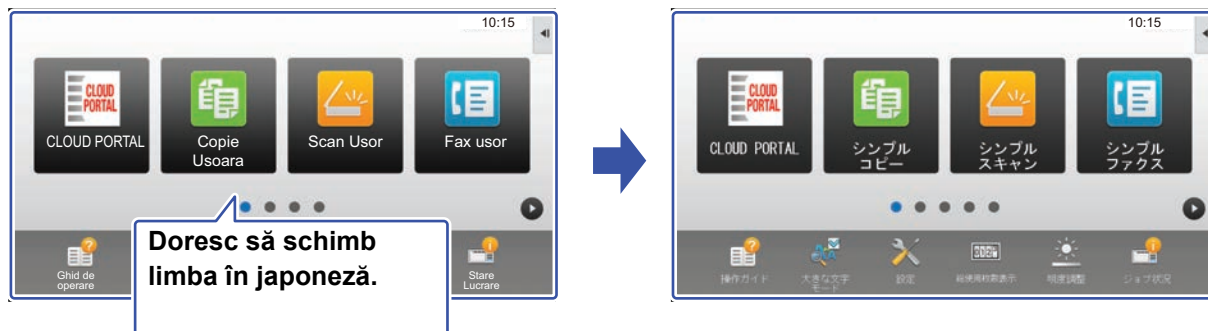 10:15
CLOUD
PORTAL
CLOUD PORTAL
Copie
Usoara
Scan Usor
Fax usor
Doresc să schimb
limba în japoneză.
Ghid de
operare
Stare
Lucrare
10:15
CLOUD
PORTAL
CLOUD PORTAL
シンプル
コピー
シンプル
スキャン
シンプル
ファクス
操作ガイド
大きな文字
モード
設定
総使用枚数表示
明度調整
ジョブ状況